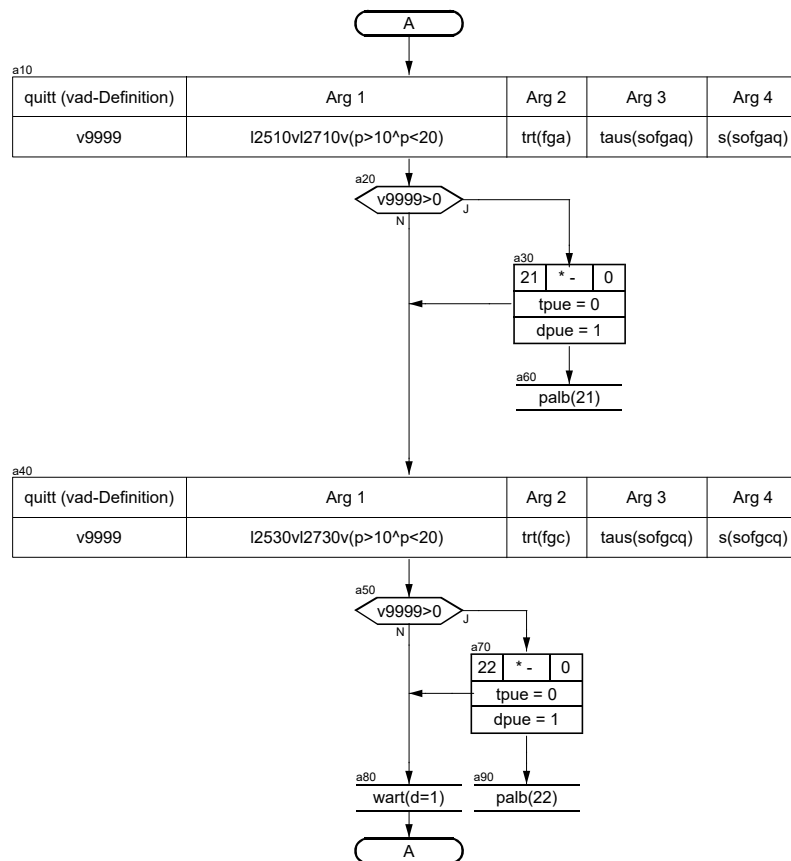 A
a10
quitt (vad-Definition) Arg 1 Arg 2 Arg 3 Arg 4
v9999 l2510vl2710v(p>10^p<20) trt(fga) taus(sofgaq) s(sofgaq)
a20
v9999>0
N J
a30
21 * - 0
tpue = 0
dpue = 1
a60
palb(21)
a40
quitt (vad-Definition) Arg 1 Arg 2 Arg 3 Arg 4
v9999 l2530vl2730v(p>10^p<20) trt(fgc) taus(sofgcq) s(sofgcq)
a50
v9999>0
N J
a70
22 * - 0
tpue = 0
dpue = 1
a80 a90
wart(d=1) palb(22)
A